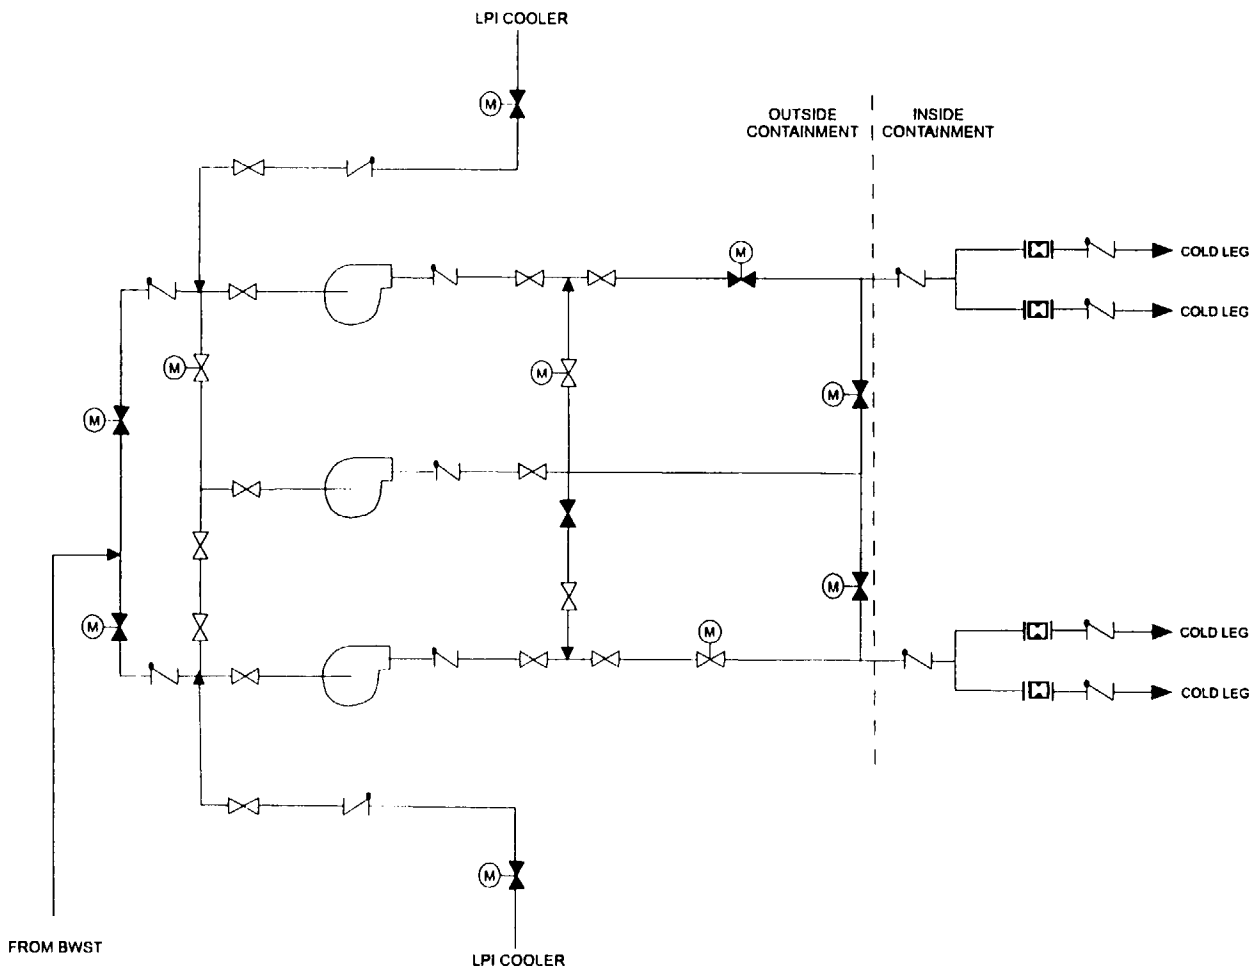 LPI COOLER
M
OUTSIDE
CONTAINMENT
INSIDE
CONTAINMENT
M
COLD LEG
COLD LEG
M
M
M
M
M
M
M
COLD LEG
COLD LEG
M
FROM BWST
LPI COOLER